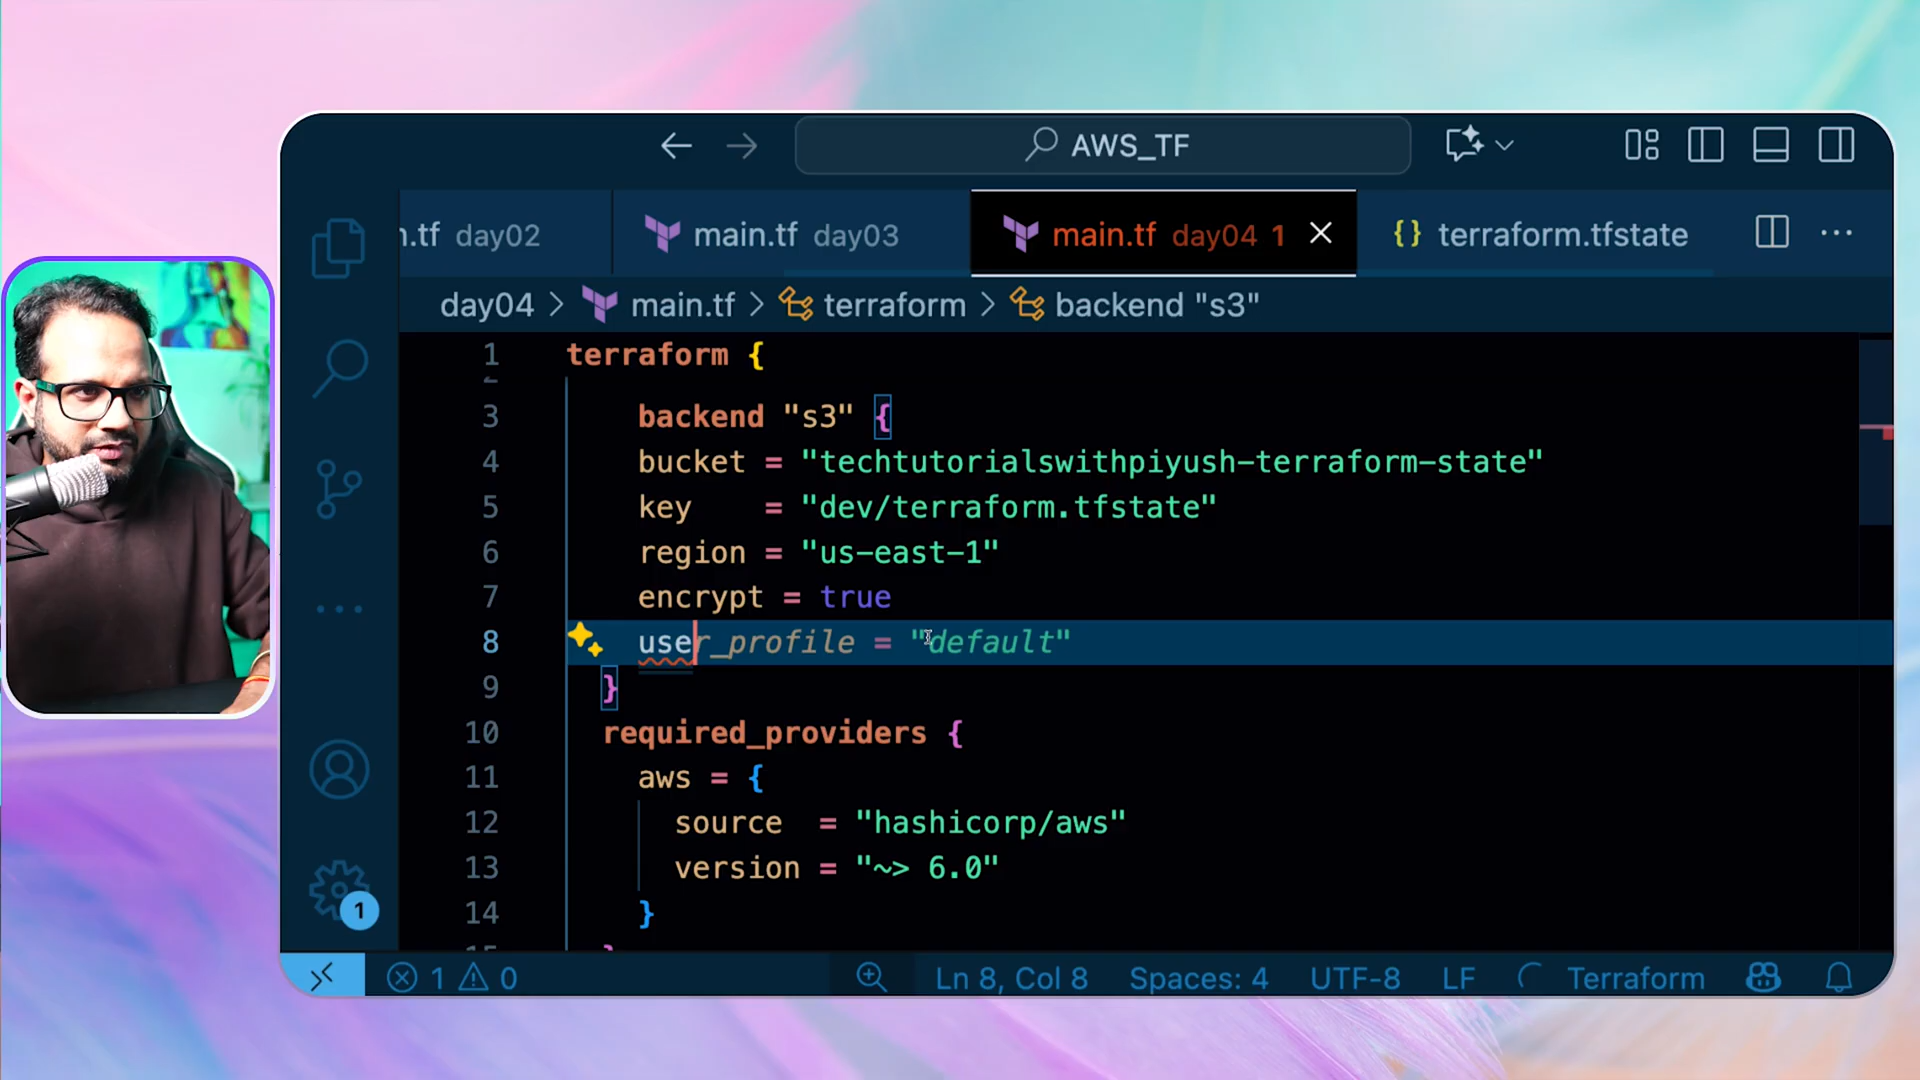 AWS_TF
n.tf day02
main.tf day03
main.tf day04 1
{} terraform.tfstate
day04 > main.tf > terraform > backend "s3"
1 terraform {
2
3 backend "s3" {
4 bucket = "techtutorialswithpiyush-terraform-state"
5 key = "dev/terraform.tfstate"
6 region = "us-east-1"
7 encrypt = true
8 user_profile = "default"
9 }
10 required_providers {
11 aws = {
12 source = "hashicorp/aws"
13 version = "~> 6.0"
14 }
15 }
1
1 0 Ln 8, Col 8 Spaces: 4 UTF-8 LF Terraform